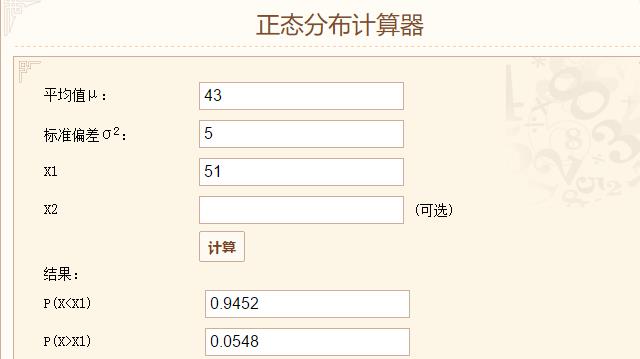 正态分布计算器
平均值μ: 43
标准偏差σ²: 5
X1 51
X2 (可选)
计算
结果:
P(X<X1) 0.9452
P(X>X1) 0.0548